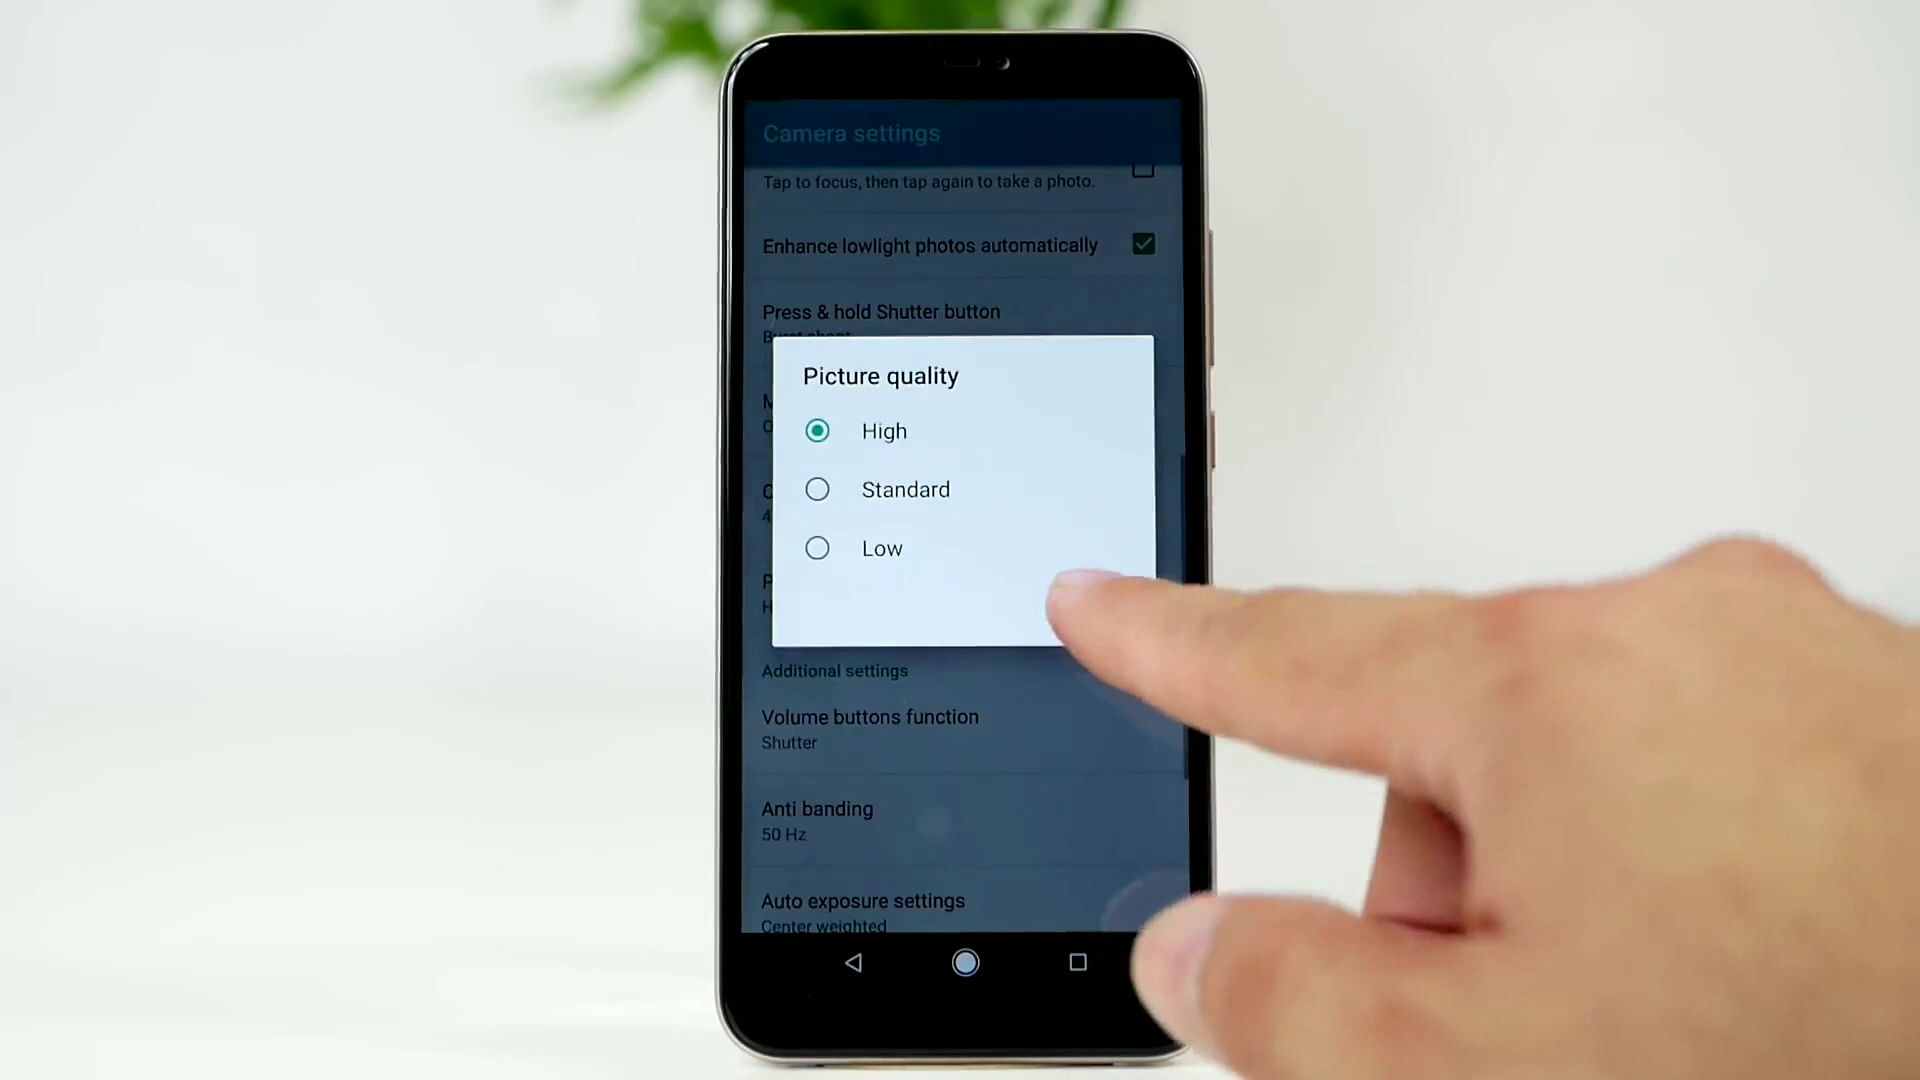 Camera settings
Tap to focus, then tap again to take a photo.
Enhance lowlight photos automatically
Press & hold Shutter button
Picture quality
High
Standard
Low
Additional settings
Volume buttons function
Shutter
Anti banding
50 Hz
Auto exposure settings
Center weighted